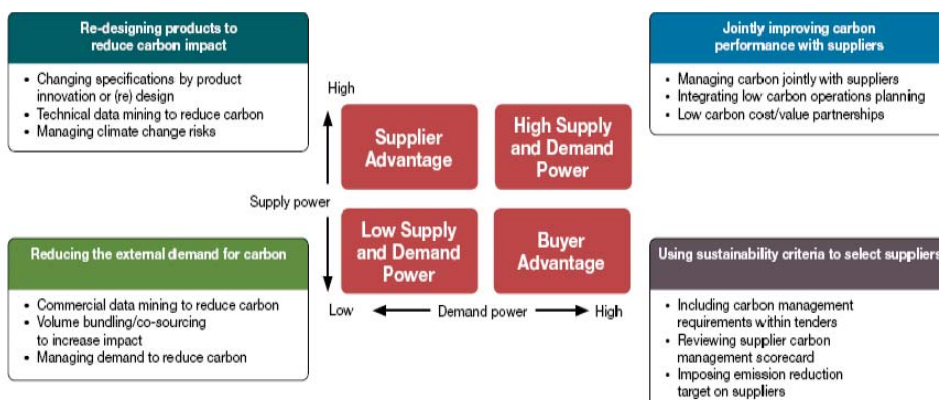 Re-designing products to
reduce carbon impact
• Changing specifications by product
innovation or (re) design
• Technical data mining to reduce carbon
• Managing climate change risks
Jointly improving carbon
performance with suppliers
• Managing carbon jointly with suppliers
• Integrating low carbon operations planning
• Low carbon cost/value partnerships
High
Supplier
Advantage
High Supply
and Demand
Power
Supply power
Low Supply
and Demand
Power
Buyer
Advantage
Low
Demand power
High
Reducing the external demand for carbon
• Commercial data mining to reduce carbon
• Volume bundling/co-sourcing
to increase impact
• Managing demand to reduce carbon
Using sustainability criteria to select suppliers
• Including carbon management
requirements within tenders
• Reviewing supplier carbon
management scorecard
• Imposing emission reduction
target on suppliers